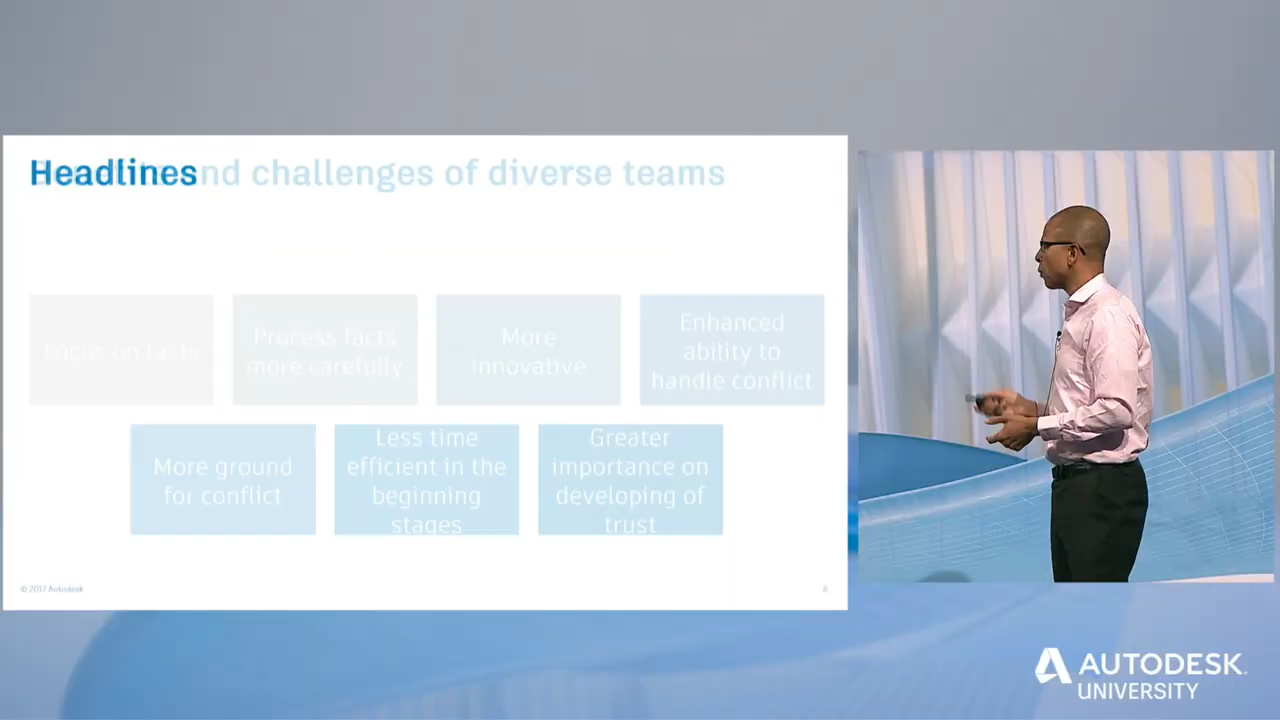 Headlines
and challenges of diverse teams
Focus on facts
Process facts
more carefully
More
innovative
Enhanced
ability to
handle conflict
More ground
for conflict
Less time
efficient in the
beginning
stages
Greater
importance on
developing of
trust
© 2017 Autodesk
6
AUTODESK.
UNIVERSITY